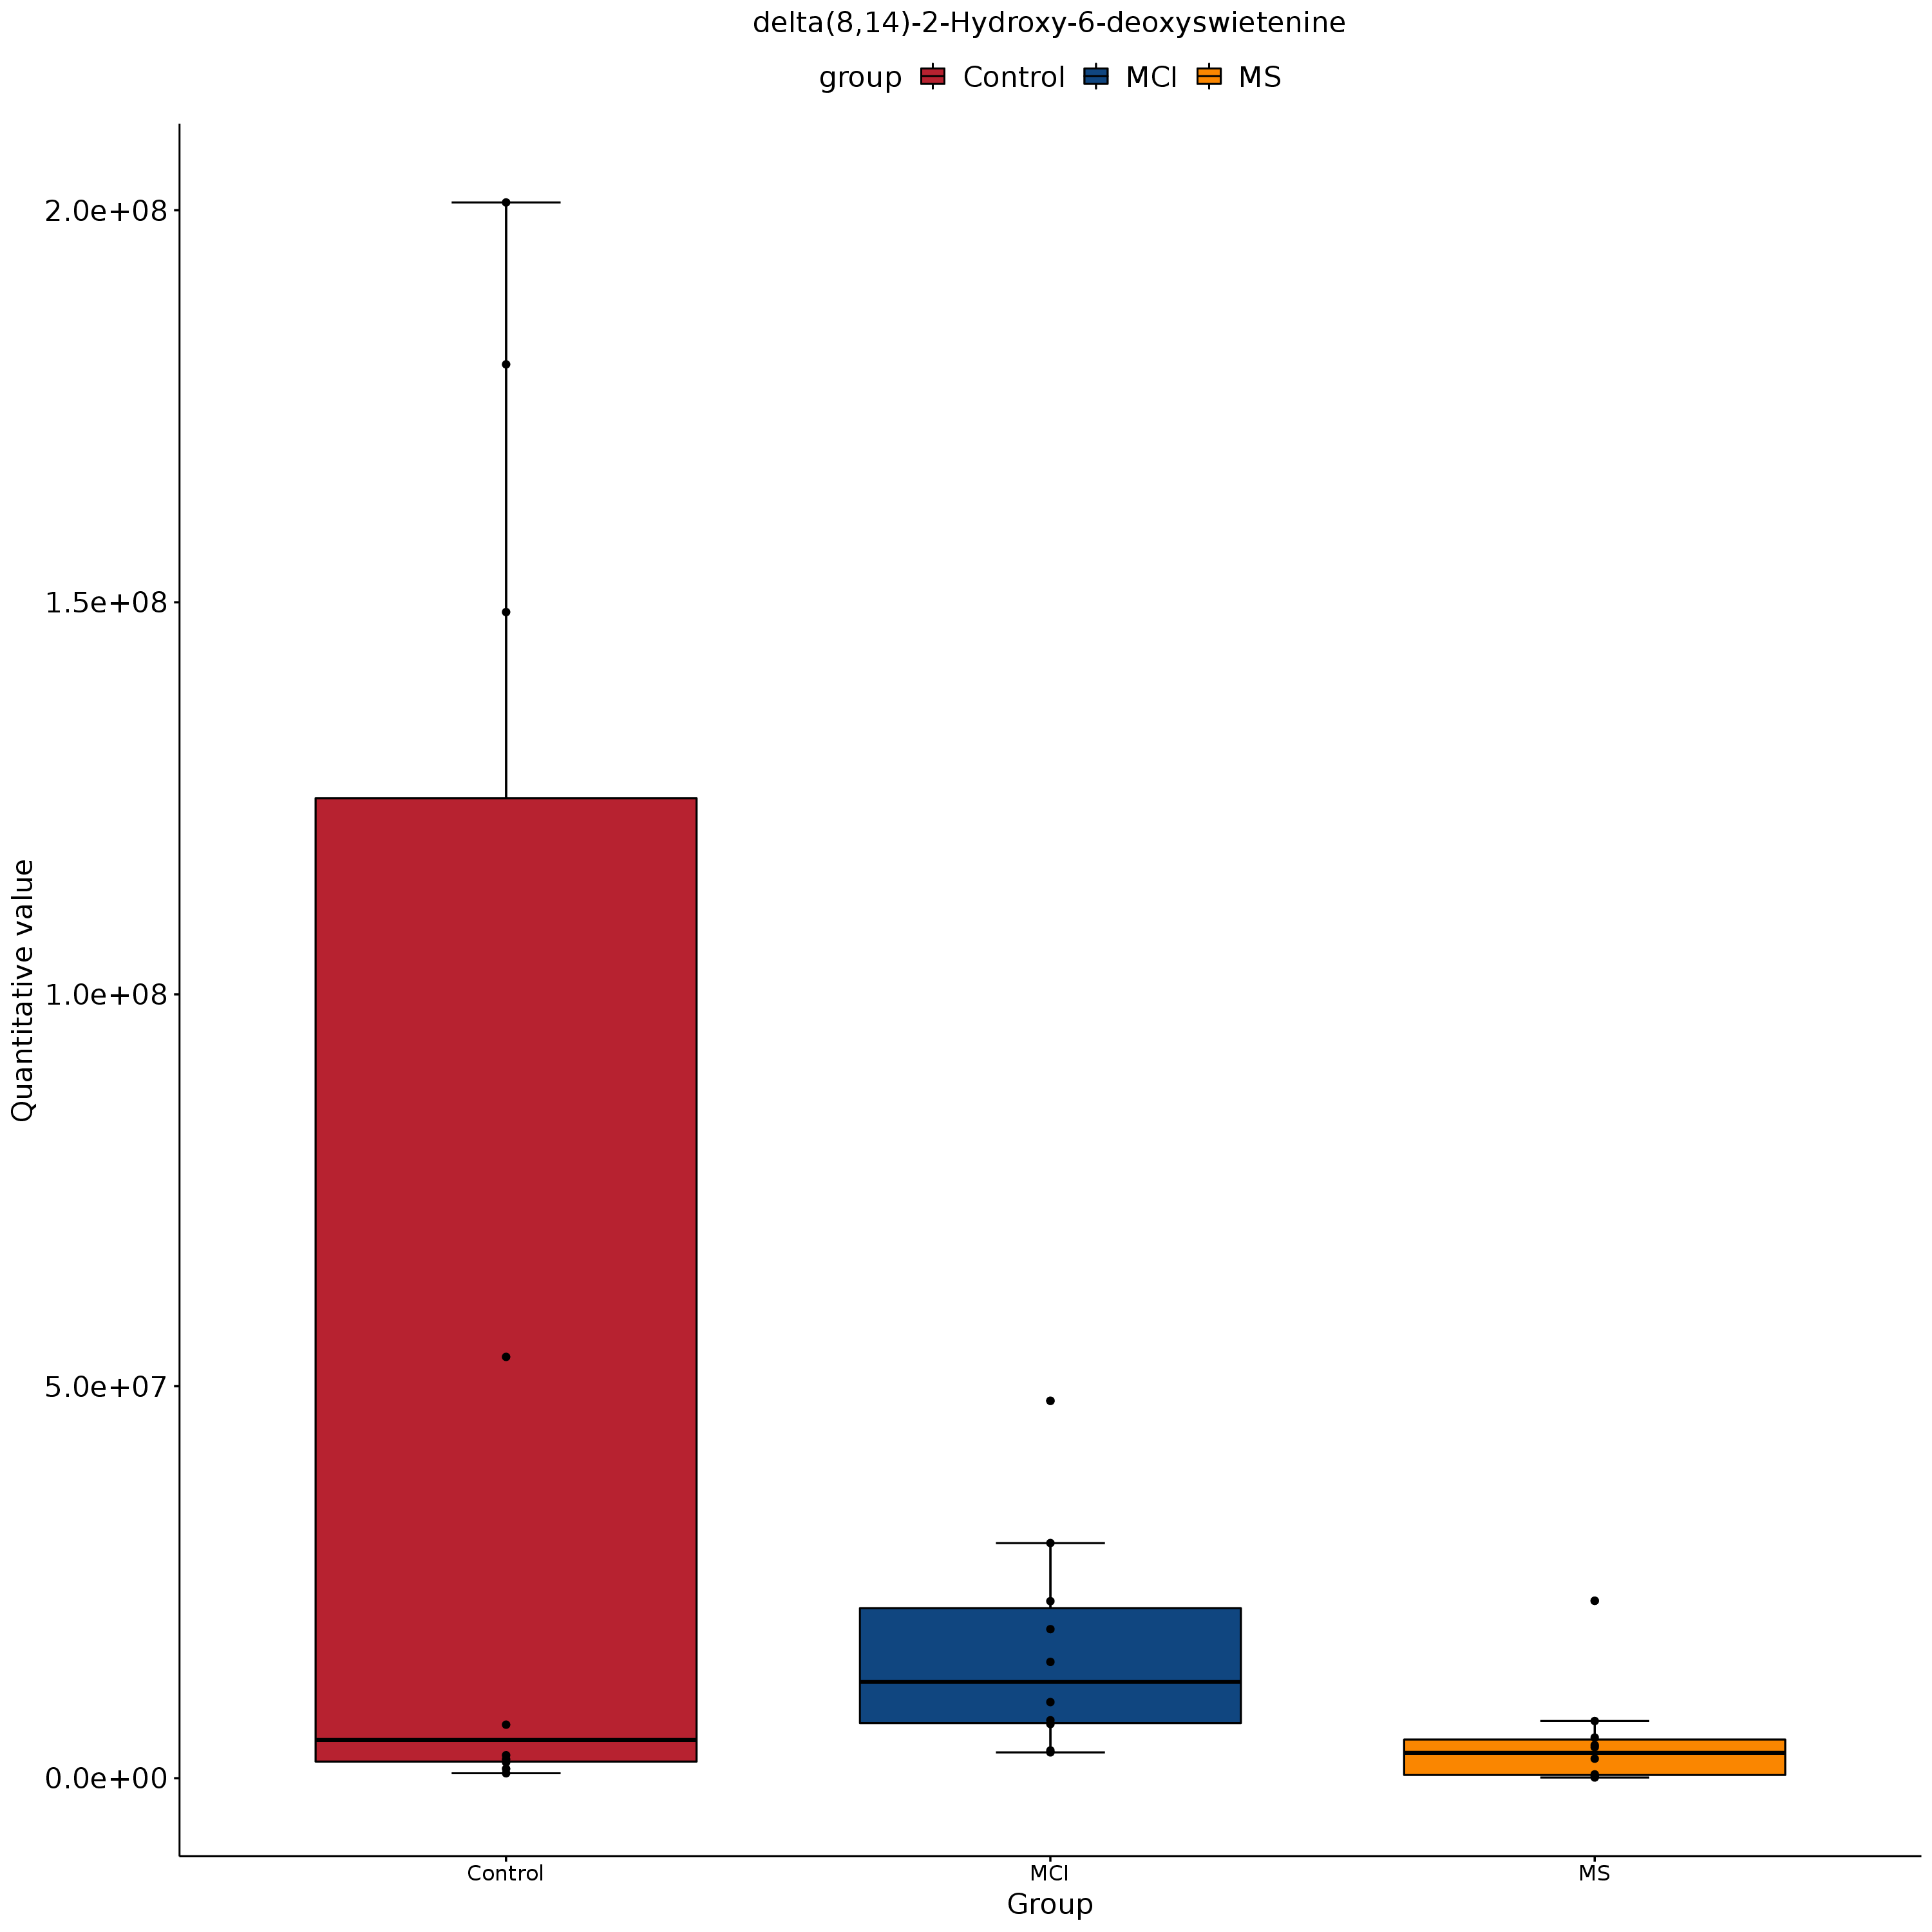 delta(8,14)-2-Hydroxy-6-deoxyswietenine
group Control MCI MS
Quantitative value
2.0e+08
1.5e+08
1.0e+08
5.0e+07
0.0e+00
Control MCI MS
Group